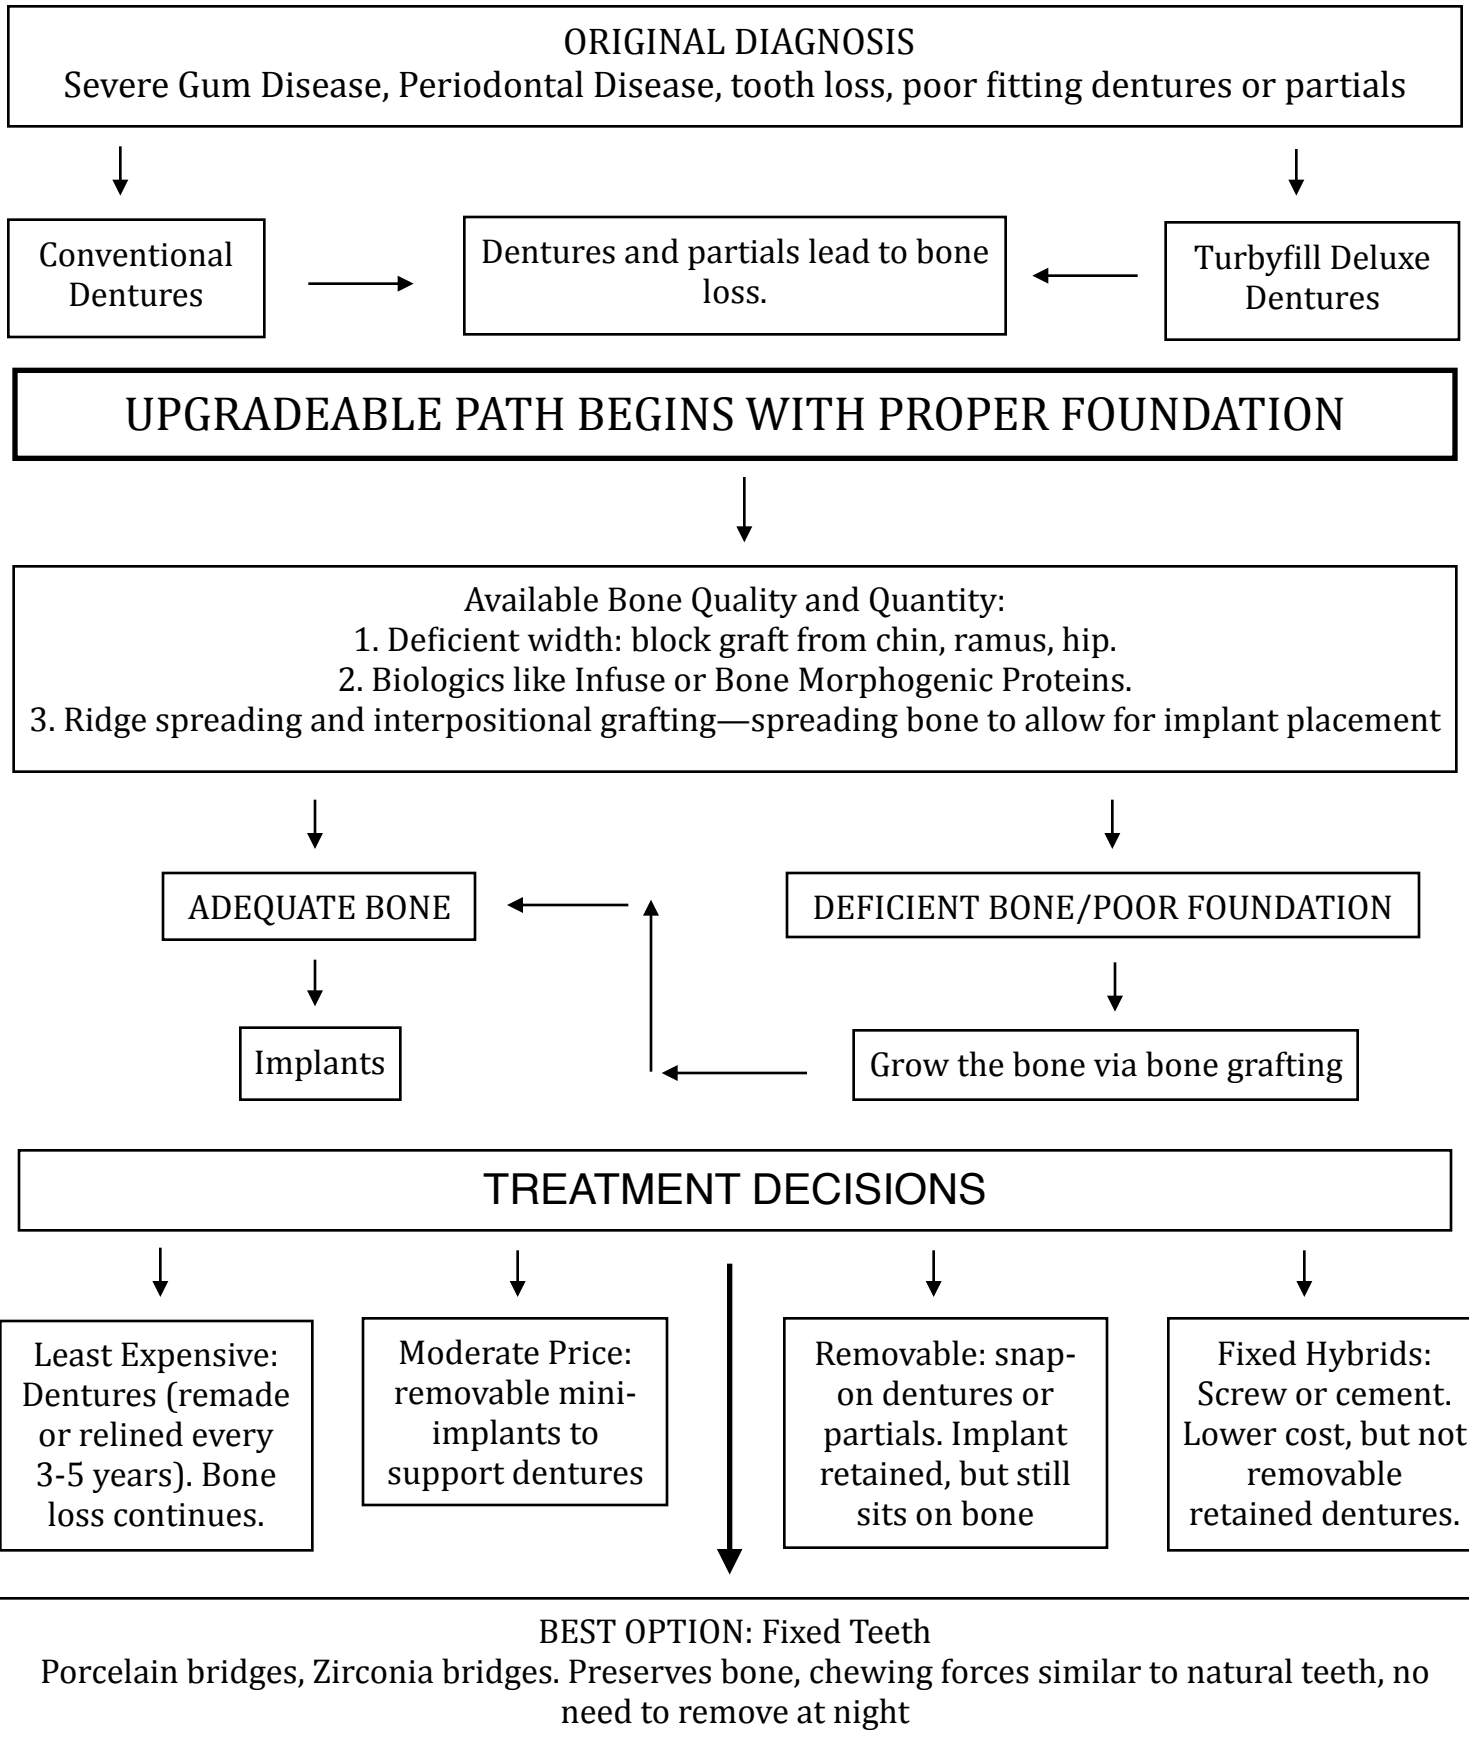 ORIGINAL DIAGNOSIS
Severe Gum Disease, Periodontal Disease, tooth loss, poor fitting dentures or partials
Conventional
Dentures
Dentures and partials lead to bone
loss.
Turbyfill Deluxe
Dentures
UPGRADEABLE PATH BEGINS WITH PROPER FOUNDATION
Available Bone Quality and Quantity:
1. Deficient width: block graft from chin, ramus, hip.
2. Biologics like Infuse or Bone Morphogenic Proteins.
3. Ridge spreading and interpositional grafting—spreading bone to allow for implant placement
ADEQUATE BONE
DEFICIENT BONE/POOR FOUNDATION
Implants
Grow the bone via bone grafting
TREATMENT DECISIONS
Least Expensive:
Dentures (remade
or relined every
3-5 years). Bone
loss continues.
Moderate Price:
removable mini-
implants to
support dentures
Removable: snap-
on dentures or
partials. Implant
retained, but still
sits on bone
Fixed Hybrids:
Screw or cement.
Lower cost, but not
removable
retained dentures.
BEST OPTION: Fixed Teeth
Porcelain bridges, Zirconia bridges. Preserves bone, chewing forces similar to natural teeth, no
need to remove at night